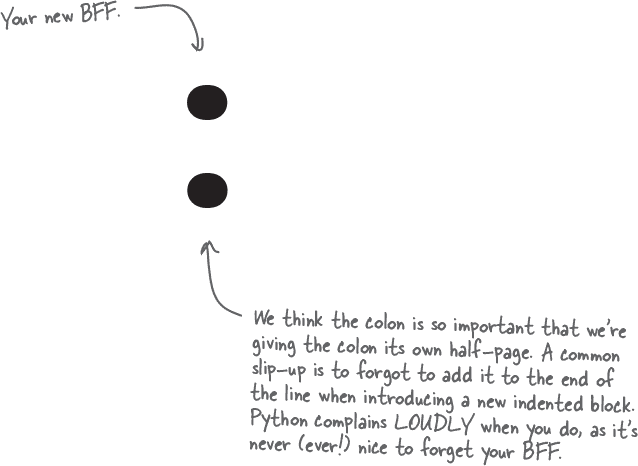 Your new BFF.
We think the colon is so important that we're
giving the colon its own half-page. A common
slip-up is to forgot to add it to the end of
the line when introducing a new indented block.
Python complains LOUDLY when you do, as it's
never (ever!) nice to forget your BFF.